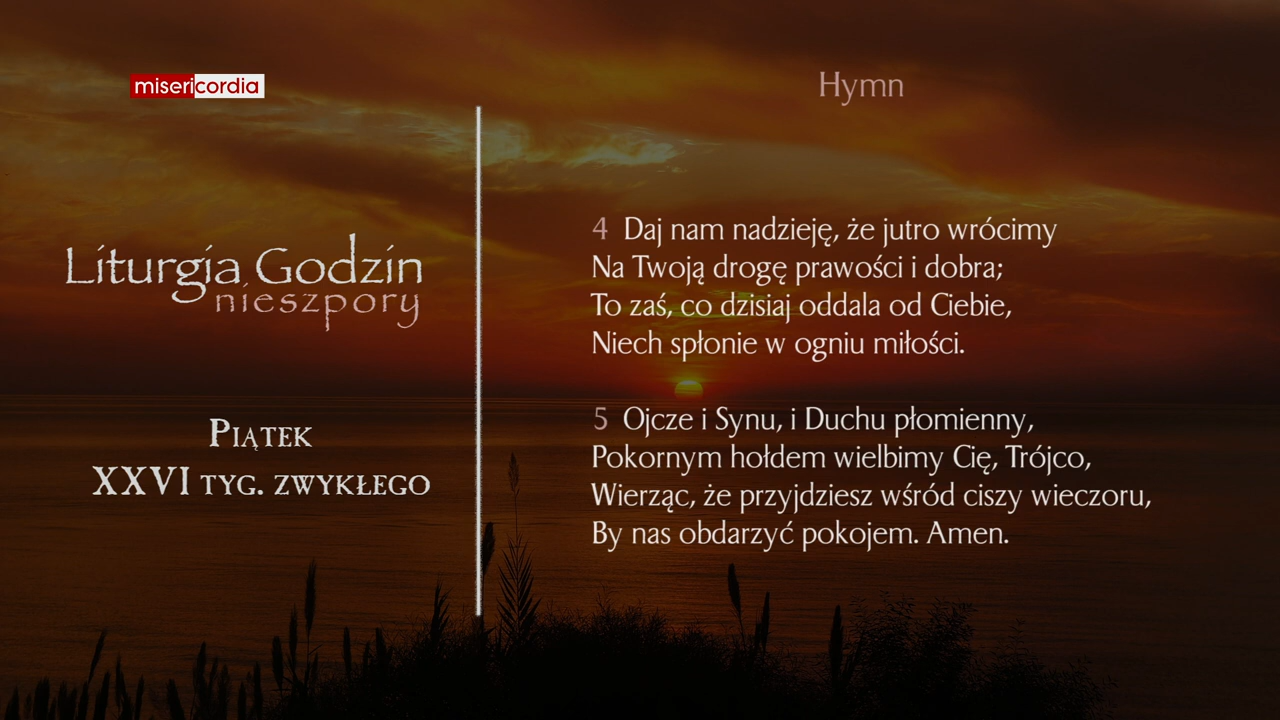 misericordia
Liturgia Godzin
nieszpory
Piątek
XXVI tyg. zwykłego
Hymn
4 Daj nam nadzieję, że jutro wrócimy
Na Twoją drogę prawości i dobra;
To zaś, co dzisiaj oddala od Ciebie,
Niech spłonie w ogniu miłości.
5 Ojcze i Synu, i Duchu płomienny,
Pokornym hołdem wielbimy Cię, Trójco,
Wierząc, że przyjdziesz wśród ciszy wieczoru,
By nas obdarzyć pokojem. Amen.